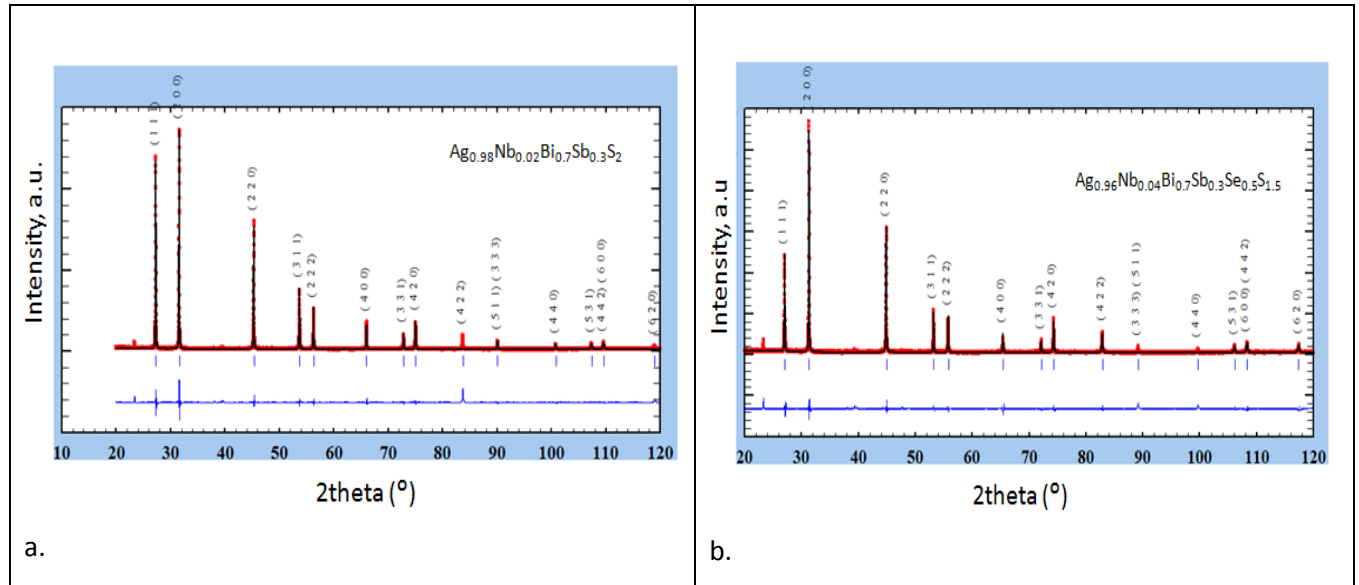 ( 1 1 1 )
( 2 0 0 )
( 2 2 0 )
( 3 1 1 )
( 2 2 2 )
( 4 0 0 )
( 3 3 1 )
( 4 2 0 )
( 4 2 2 )
( 5 1 1 ) ( 3 3 3 )
( 4 4 0 )
( 5 3 1 )
( 4 4 2 ) ( 6 0 0 )
( 6 2 0 )
Ag0.98Nb0.02Bi0.7Sb0.3S2
Intensity, a.u.
10 20 30 40 50 60 70 80 90 100 110 120
2theta (°)
a.
( 1 1 1 )
( 2 0 0 )
( 2 2 0 )
( 3 1 1 )
( 2 2 2 )
( 4 0 0 )
( 3 3 1 )
( 4 2 0 )
( 4 2 2 )
( 3 3 3 ) ( 5 1 1 )
( 4 4 0 )
( 5 3 1 )
( 6 0 0 ) ( 4 4 2 )
( 6 2 0 )
Ag0.96Nb0.04Bi0.7Sb0.3Se0.5S1.5
Intensity, a.u
20 30 40 50 60 70 80 90 100 110 120
2theta (°)
b.